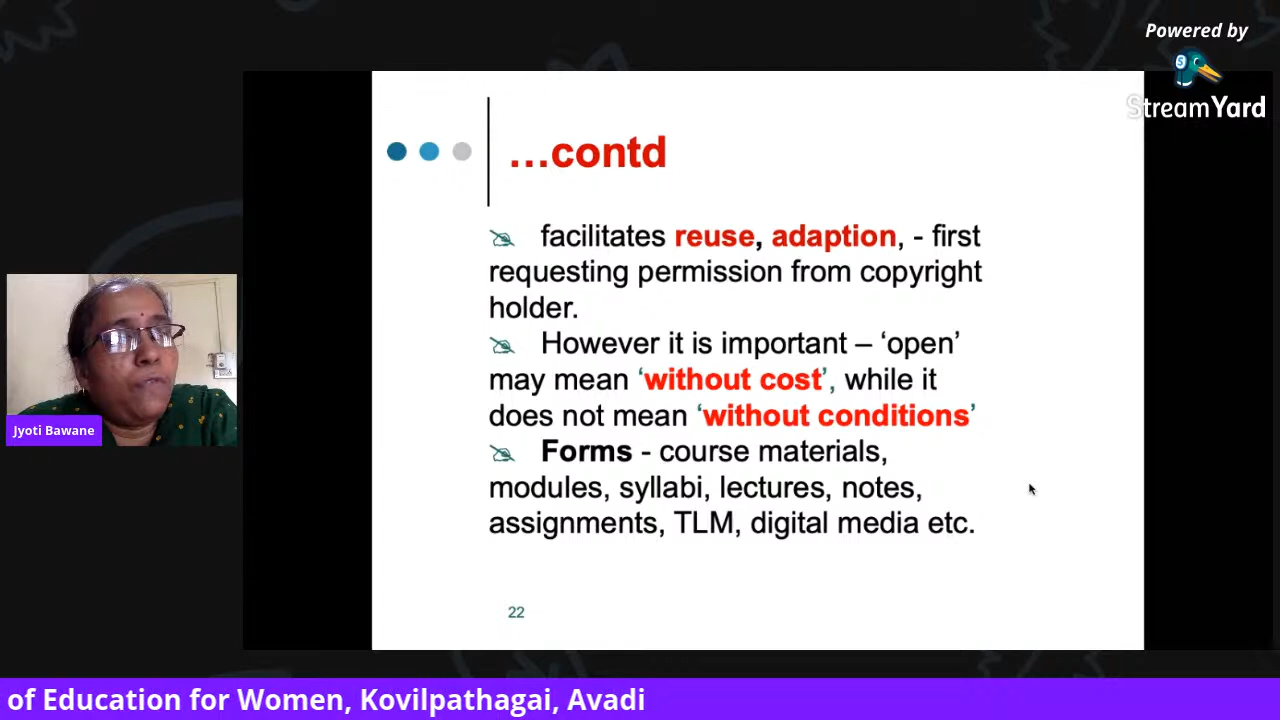 Powered by
StreamYard
…contd
facilitates reuse, adaption, - first
requesting permission from copyright
holder.
However it is important – ‘open’
may mean ‘without cost’, while it
does not mean ‘without conditions’
Forms - course materials,
modules, syllabi, lectures, notes,
assignments, TLM, digital media etc.
22
Jyoti Bawane
of Education for Women, Kovilpathagai, Avadi